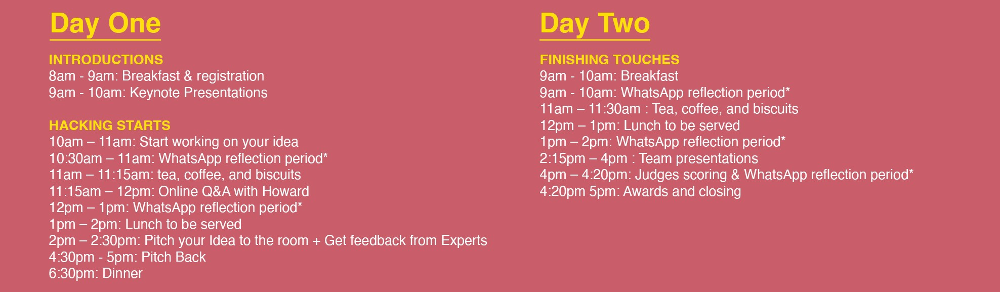 Day One
INTRODUCTIONS
8am - 9am: Breakfast & registration
9am - 10am: Keynote Presentations
HACKING STARTS
10am – 11am: Start working on your idea
10:30am – 11am: WhatsApp reflection period*
11am – 11:15am: tea, coffee, and biscuits
11:15am – 12pm: Online Q&A with Howard
12pm – 1pm: WhatsApp reflection period*
1pm – 2pm: Lunch to be served
2pm – 2:30pm: Pitch your Idea to the room + Get feedback from Experts
4:30pm - 5pm: Pitch Back
6:30pm: Dinner
Day Two
FINISHING TOUCHES
9am - 10am: Breakfast
9am - 10am: WhatsApp reflection period*
11am – 11:30am : Tea, coffee, and biscuits
12pm – 1pm: Lunch to be served
1pm – 2pm: WhatsApp reflection period*
2:15pm – 4pm : Team presentations
4pm – 4:20pm: Judges scoring & WhatsApp reflection period*
4:20pm 5pm: Awards and closing